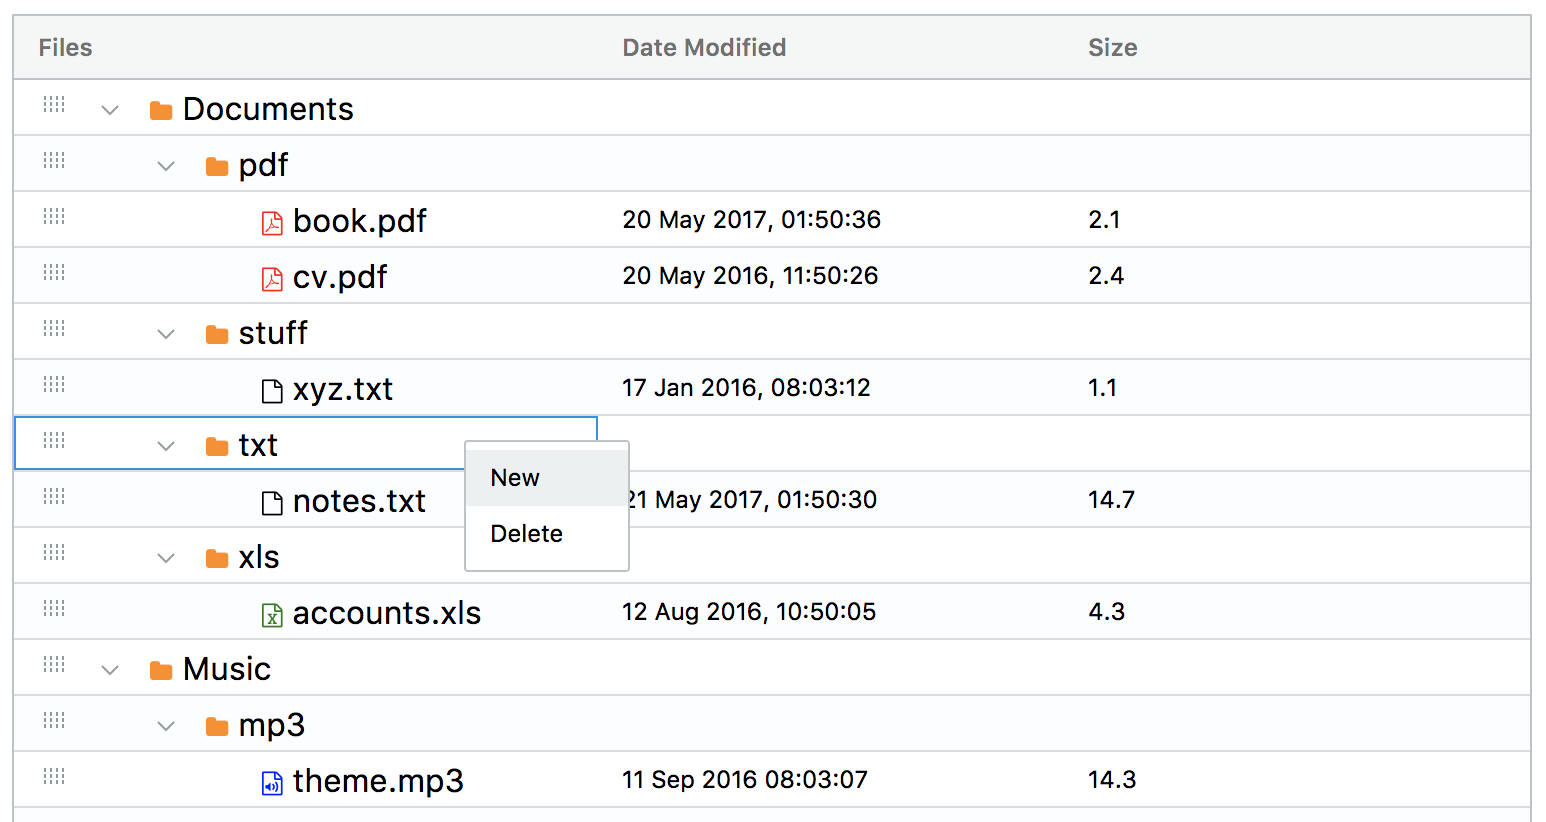 Files Date Modified Size
Documents
pdf
book.pdf 20 May 2017, 01:50:36 2.1
cv.pdf 20 May 2016, 11:50:26 2.4
stuff
xyz.txt 17 Jan 2016, 08:03:12 1.1
txt
New
notes.txt 21 May 2017, 01:50:30 14.7
Delete
xls
accounts.xls 12 Aug 2016, 10:50:05 4.3
Music
mp3
theme.mp3 11 Sep 2016 08:03:07 14.3